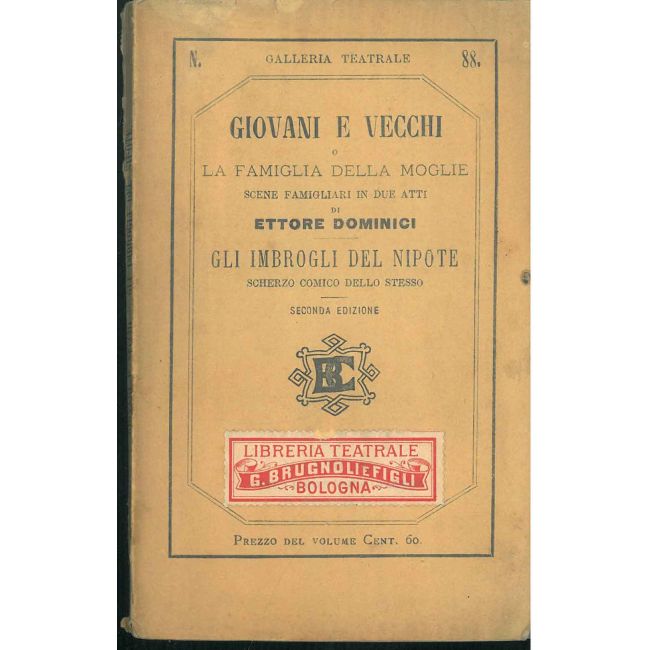 N. GALLERIA TEATRALE 88.
GIOVANI E VECCHI
O
LA FAMIGLIA DELLA MOGLIE
SCENE FAMIGLIARI IN DUE ATTI
DI
ETTORE DOMINICI
GLI IMBROGLI DEL NIPOTE
SCHERZO COMICO DELLO STESSO
SECONDA EDIZIONE
LIBRERIA TEATRALE
G. BRUGNOLI E FIGLI
BOLOGNA
PREZZO DEL VOLUME CENT. 60.